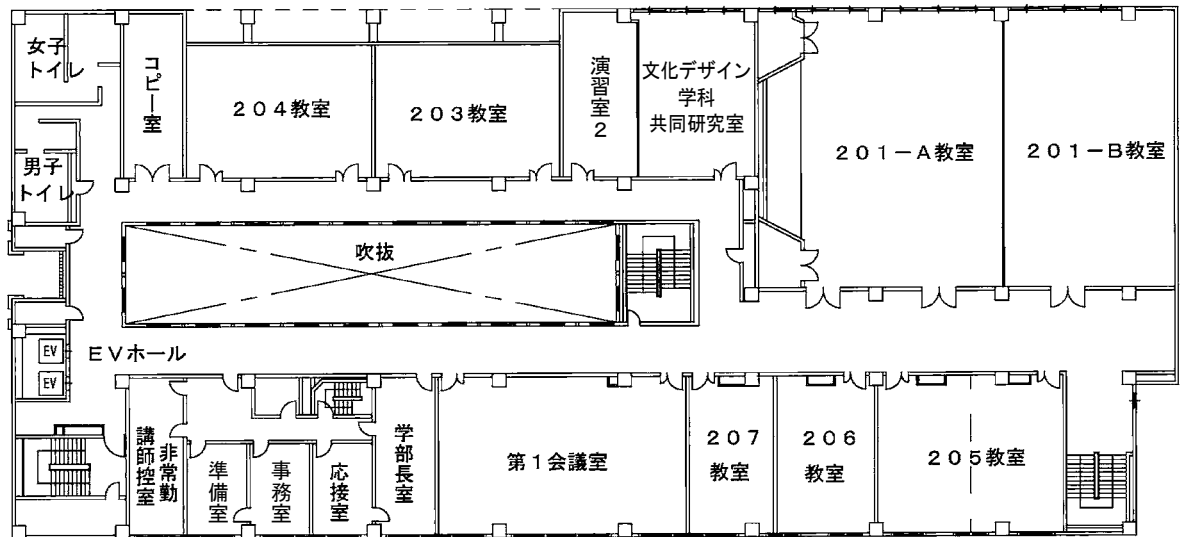 女子
トイレ
コピー室
２０４教室
２０３教室
演習室２
文化デザイン
学科
共同研究室
２０１－Ａ教室
２０１－Ｂ教室
男子
トイレ
吹抜
EV
EV
ＥＶホール
非常勤
講師控室
準備室
事務室
応接室
学部長室
第１会議室
２０７
教室
２０６
教室
２０５教室